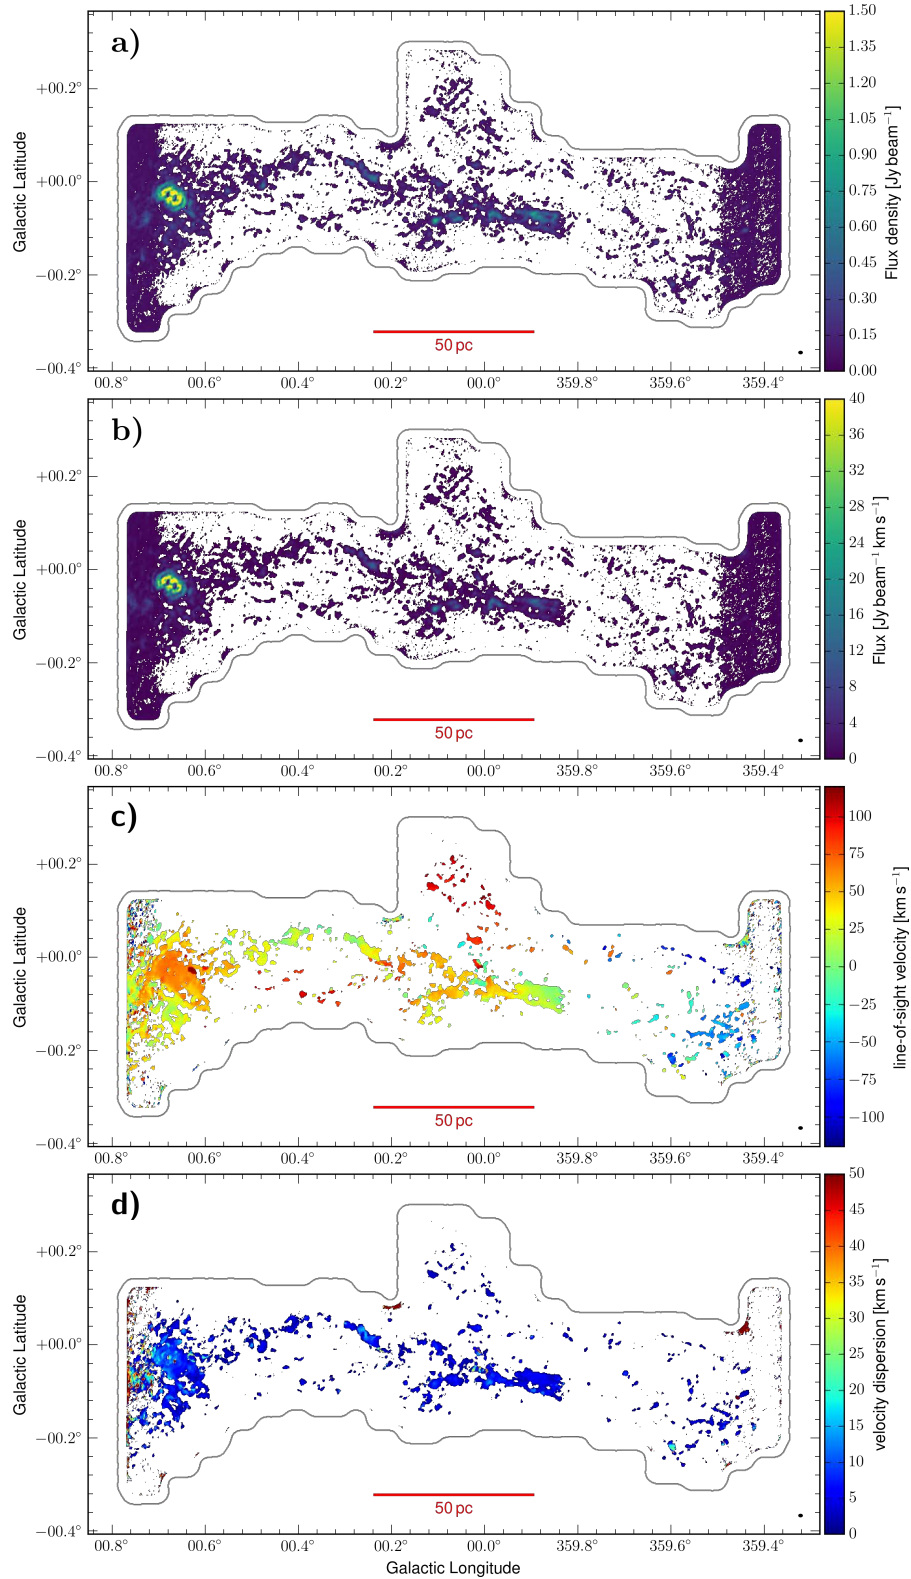 a)
+00.2°
+00.0°
−00.2°
−00.4°
Galactic Latitude
50 pc
00.8° 00.6° 00.4° 00.2° 00.0° 359.8° 359.6° 359.4°
1.50
1.35
1.20
1.05
0.90
0.75
0.60
0.45
0.30
0.15
0.00
Flux density [Jy beam⁻¹]
b)
+00.2°
+00.0°
−00.2°
−00.4°
Galactic Latitude
50 pc
00.8° 00.6° 00.4° 00.2° 00.0° 359.8° 359.6° 359.4°
40
36
32
28
24
20
16
12
8
4
0
Flux [Jy beam⁻¹ km s⁻¹]
c)
+00.2°
+00.0°
−00.2°
−00.4°
Galactic Latitude
50 pc
00.8° 00.6° 00.4° 00.2° 00.0° 359.8° 359.6° 359.4°
100
75
50
25
0
−25
−50
−75
−100
line-of-sight velocity [km s⁻¹]
d)
+00.2°
+00.0°
−00.2°
−00.4°
Galactic Latitude
50 pc
00.8° 00.6° 00.4° 00.2° 00.0° 359.8° 359.6° 359.4°
Galactic Longitude
50
45
40
35
30
25
20
15
10
5
0
velocity dispersion [km s⁻¹]